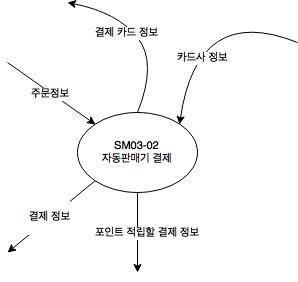 결제 카드 정보
카드사 정보
주문정보
SM03-02
자동판매기 결제
결제 정보
포인트 적립할 결제 정보